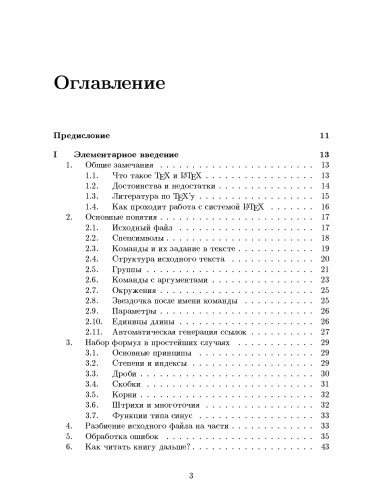 Оглавление
Предисловие 11
I Элементарное введение 13
1. Общие замечания . . . . . . . . . . . . . . . . . . . . . . . 13
1.1. Что такое TEX и LATEX . . . . . . . . . . . . . . . . 13
1.2. Достоинства и недостатки . . . . . . . . . . . . . . 14
1.3. Литература по TEX'у . . . . . . . . . . . . . . . . . 15
1.4. Как проходит работа с системой LATEX . . . . . . . 16
2. Основные понятия . . . . . . . . . . . . . . . . . . . . . . . 17
2.1. Исходный файл . . . . . . . . . . . . . . . . . . . . 17
2.2. Спецсимволы . . . . . . . . . . . . . . . . . . . . . . 18
2.3. Команды и их задание в тексте . . . . . . . . . . . 19
2.4. Структура исходного текста . . . . . . . . . . . . . 20
2.5. Группы . . . . . . . . . . . . . . . . . . . . . . . . . 21
2.6. Команды с аргументами . . . . . . . . . . . . . . . 23
2.7. Окружения . . . . . . . . . . . . . . . . . . . . . . . 25
2.8. Звездочка после имени команды . . . . . . . . . . 25
2.9. Параметры . . . . . . . . . . . . . . . . . . . . . . . 26
2.10. Единицы длины . . . . . . . . . . . . . . . . . . . . 26
2.11. Автоматическая генерация ссылок . . . . . . . . . 27
3. Набор формул в простейших случаях . . . . . . . . . . . . 29
3.1. Основные принципы . . . . . . . . . . . . . . . . . 29
3.2. Степени и индексы . . . . . . . . . . . . . . . . . . 29
3.3. Дроби . . . . . . . . . . . . . . . . . . . . . . . . . . 30
3.4. Скобки . . . . . . . . . . . . . . . . . . . . . . . . . 31
3.5. Корни . . . . . . . . . . . . . . . . . . . . . . . . . . 32
3.6. Штрихи и многоточия . . . . . . . . . . . . . . . . 32
3.7. Функции типа синус . . . . . . . . . . . . . . . . . 33
4. Разбиение исходного файла на части . . . . . . . . . . . . . 33
5. Обработка ошибок . . . . . . . . . . . . . . . . . . . . . . 35
6. Как читать книгу дальше? . . . . . . . . . . . . . . . . . . 43
3